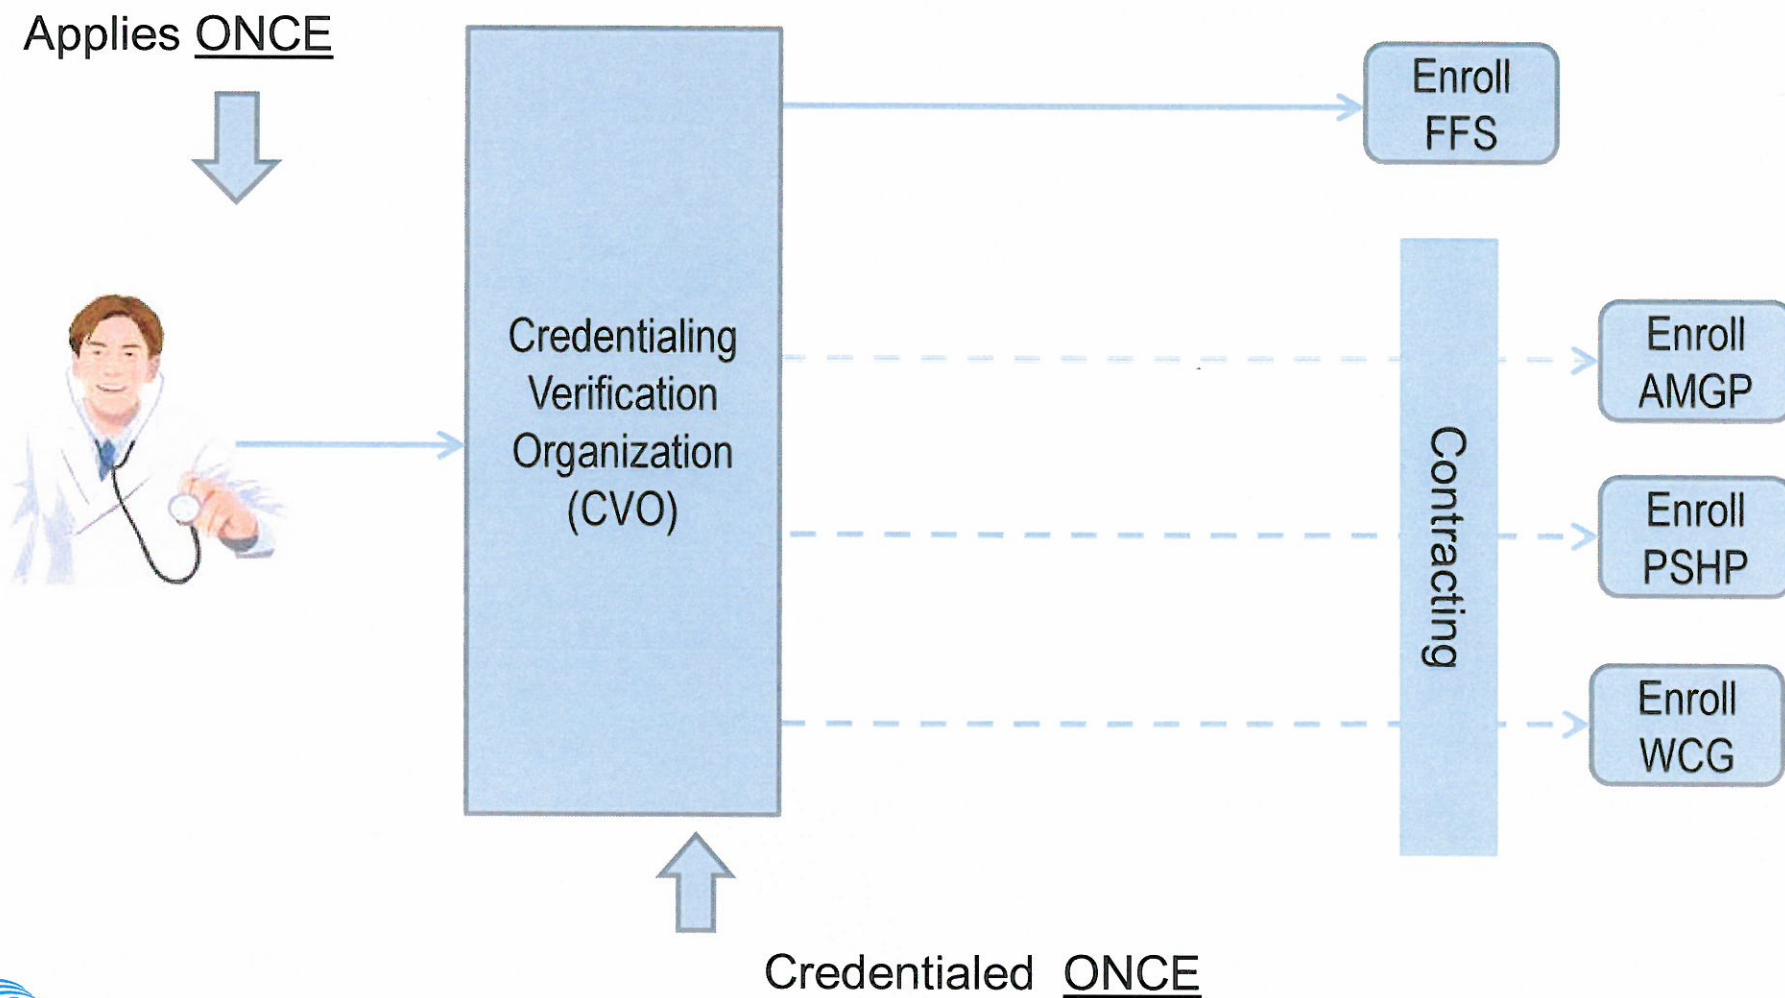 Applies ONCE
Credentialing
Verification
Organization
(CVO)
Enroll
FFS
Contracting
Enroll
AMGP
Enroll
PSHP
Enroll
WCG
Credentialed ONCE